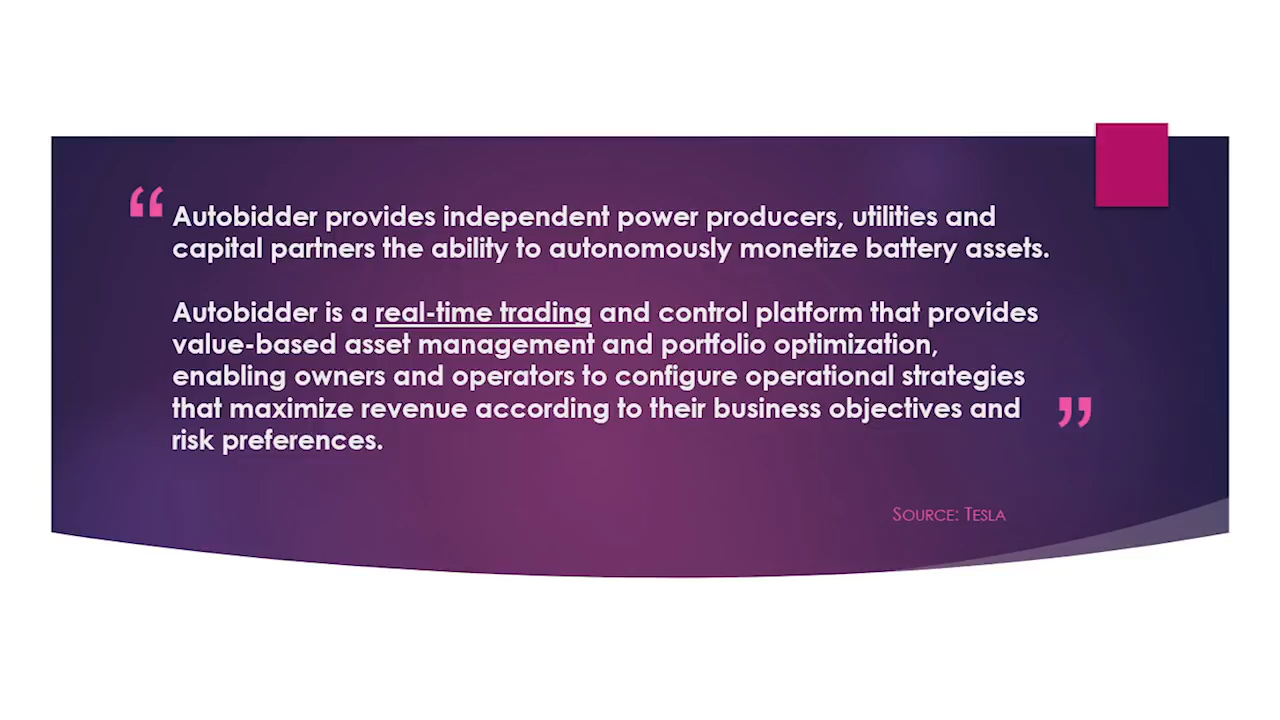 “ Autobidder provides independent power producers, utilities and
capital partners the ability to autonomously monetize battery assets.
Autobidder is a real-time trading and control platform that provides
value-based asset management and portfolio optimization,
enabling owners and operators to configure operational strategies
that maximize revenue according to their business objectives and
risk preferences. ”
Source: Tesla